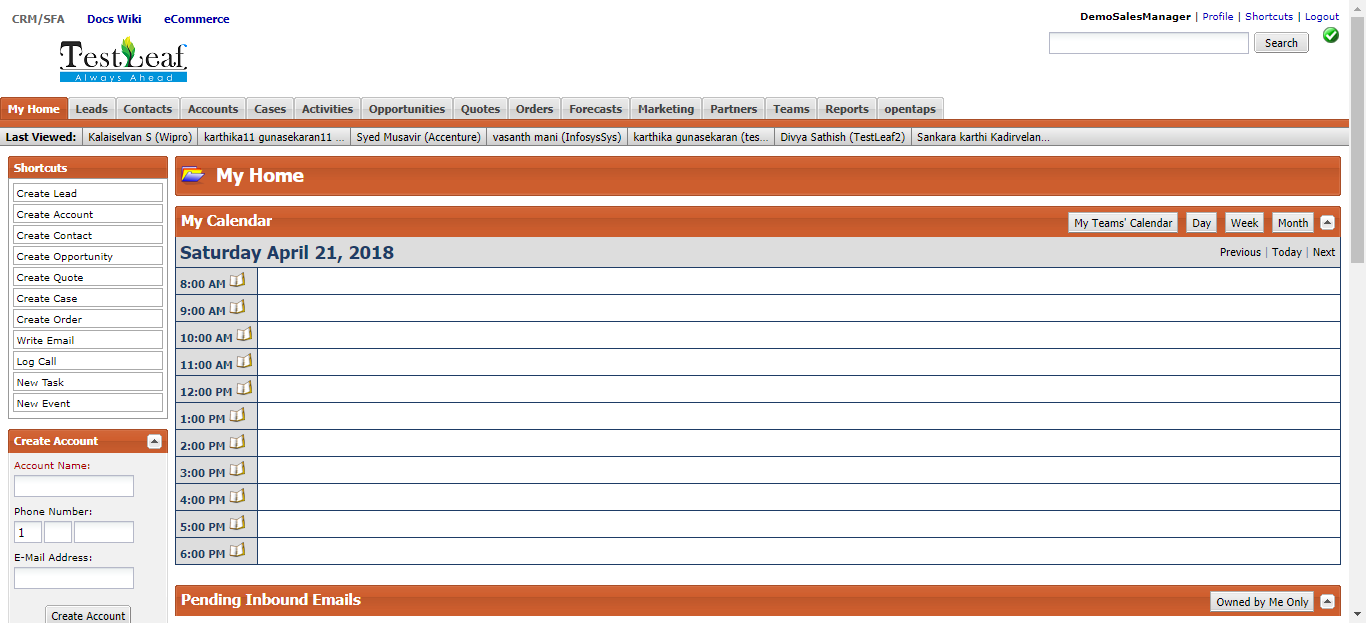 CRM/SFA Docs Wiki eCommerce
DemoSalesManager | Profile | Shortcuts | Logout
Search
TestLeaf
Always Ahead
My Home Leads Contacts Accounts Cases Activities Opportunities Quotes Orders Forecasts Marketing Partners Teams Reports opentaps
Last Viewed: Kalaiselvan S (Wipro) karthika11 gunasekaran11 ... Syed Musavir (Accenture) vasanth mani (InfosysSys) karthika gunasekaran (tes... Divya Sathish (TestLeaf2) Sankara karthi Kadirvelan...
Shortcuts
Create Lead
Create Account
Create Contact
Create Opportunity
Create Quote
Create Case
Create Order
Write Email
Log Call
New Task
New Event
Create Account
Account Name:
Phone Number:
1
E-Mail Address:
Create Account
My Home
My Calendar
My Teams' Calendar Day Week Month
Saturday April 21, 2018
Previous | Today | Next
8:00 AM
9:00 AM
10:00 AM
11:00 AM
12:00 PM
1:00 PM
2:00 PM
3:00 PM
4:00 PM
5:00 PM
6:00 PM
Pending Inbound Emails
Owned by Me Only